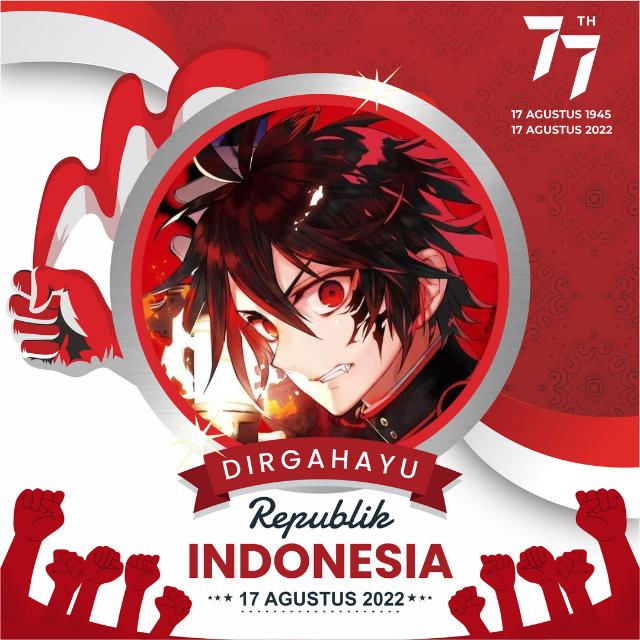 77 TH
17 AGUSTUS 1945
17 AGUSTUS 2022
DIRGAHAYU
Republik
INDONESIA
17 AGUSTUS 2022